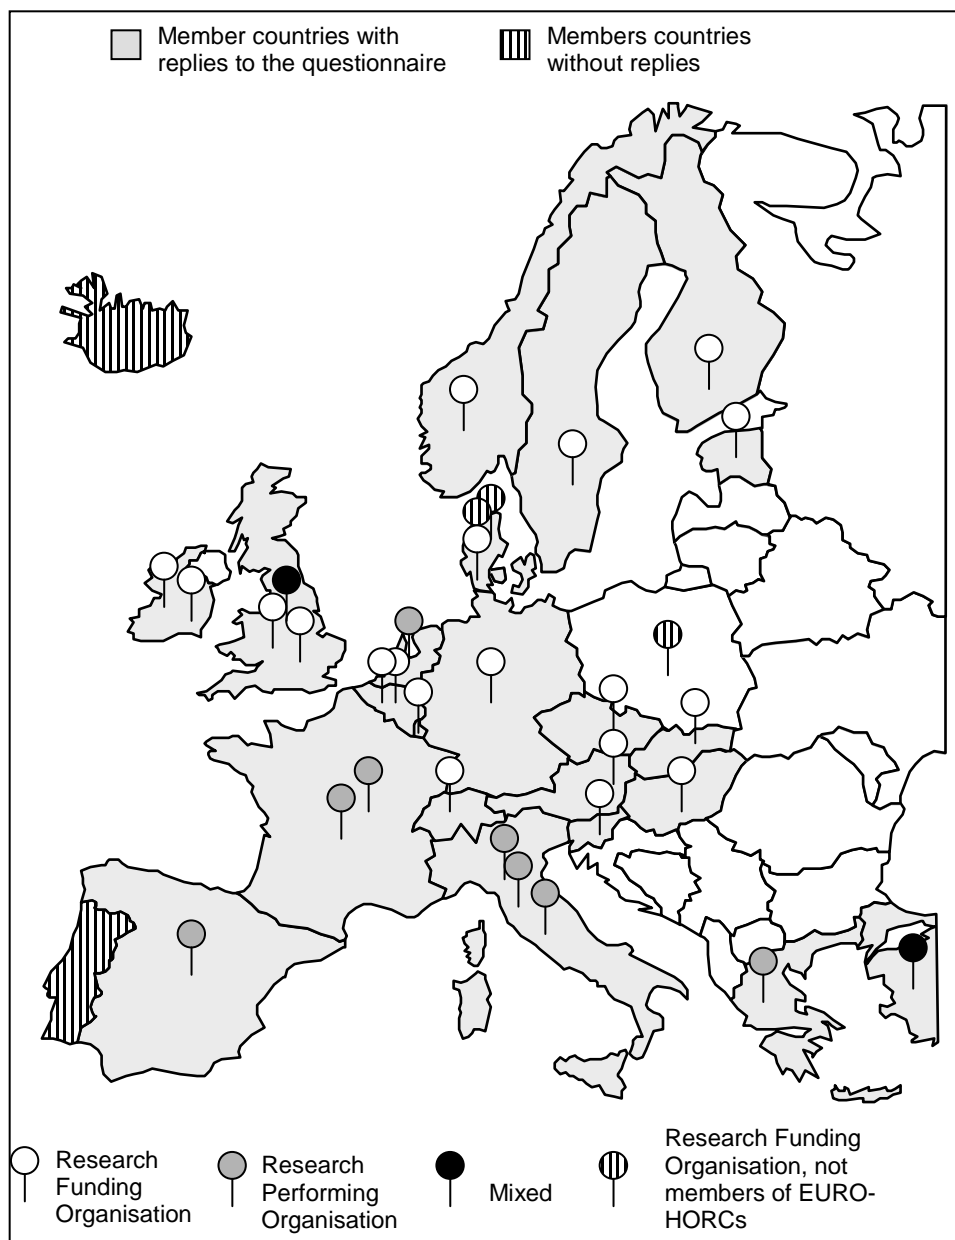 Member countries with
replies to the questionnaire
Members countries
without replies
Research
Funding
Organisation
Research
Performing
Organisation
Mixed
Research Funding
Organisation, not
members of EURO-
HORCs